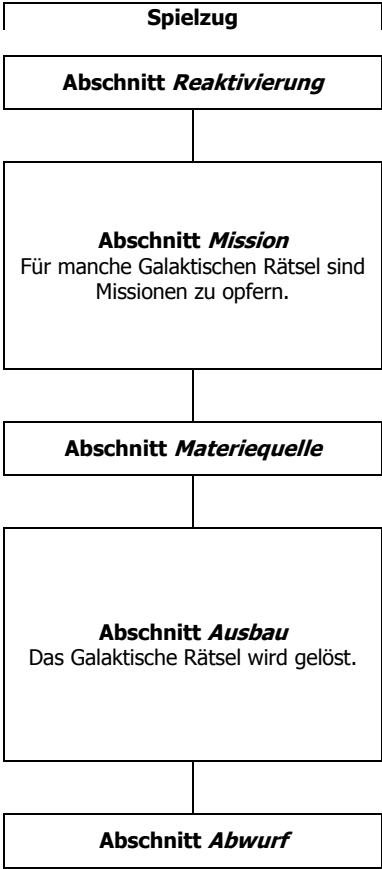 Spielzug
Abschnitt Reaktivierung
Abschnitt Mission
Für manche Galaktischen Rätsel sind
Missionen zu opfern.
Abschnitt Materiequelle
Abschnitt Ausbau
Das Galaktische Rätsel wird gelöst.
Abschnitt Abwurf